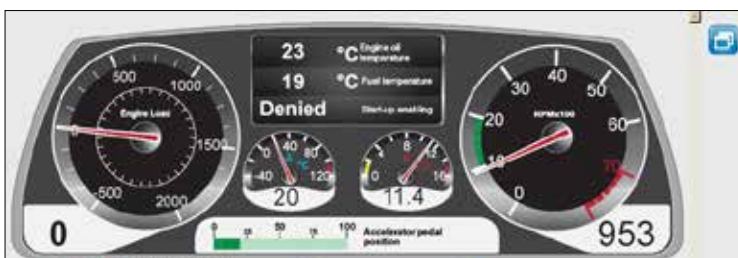 23 °C Engine oil temperature
19 °C Fuel temperature
Denied Start-up enabling
Engine Load
-500
0
500
1000
1500
2000
0
-40 0 40 80 120
°C
20
0 4 8 12 16
11.4
RPMx100
0
10
20
30
40
50
60
70
953
0 50 100
Accelerator pedal position